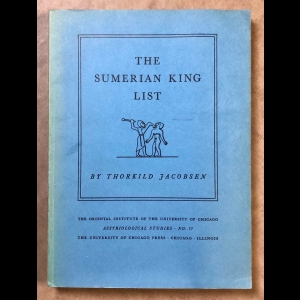 THE
SUMERIAN KING
LIST
BY THORKILD JACOBSEN
THE ORIENTAL INSTITUTE OF THE UNIVERSITY OF CHICAGO
ASSYRIOLOGICAL STUDIES · NO. 11
THE UNIVERSITY OF CHICAGO PRESS · CHICAGO · ILLINOIS